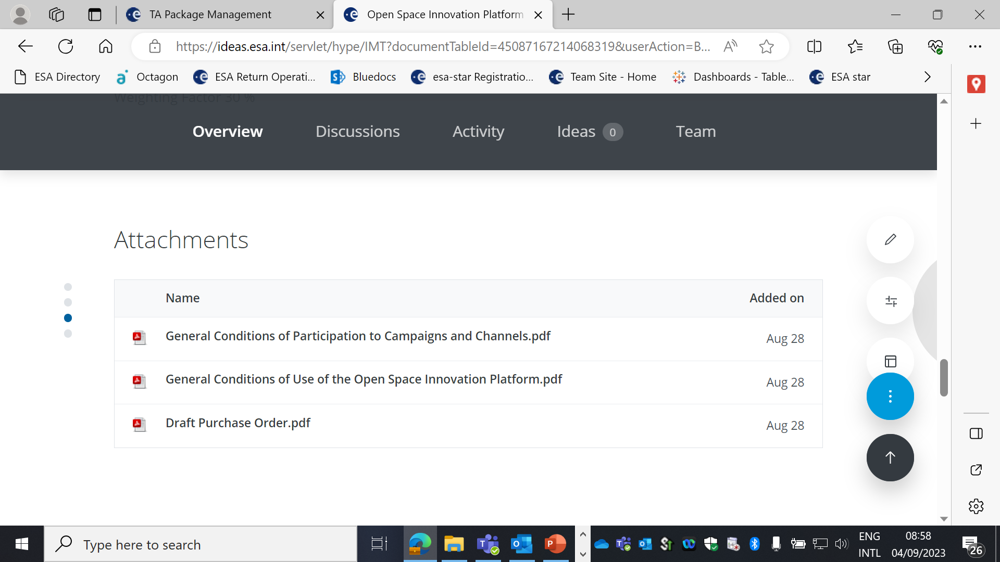 TA Package Management
Open Space Innovation Platform
https://ideas.esa.int/servlet/hype/IMT?documentTableId=45087167214068319&userAction=B...
ESA Directory
Octagon
ESA Return Operati...
Bluedocs
esa-star Registratio...
Team Site - Home
Dashboards - Table...
ESA star
Weighting Factor 30 %
Overview
Discussions
Activity
Ideas 0
Team
Attachments
Name Added on
General Conditions of Participation to Campaigns and Channels.pdf Aug 28
General Conditions of Use of the Open Space Innovation Platform.pdf Aug 28
Draft Purchase Order.pdf Aug 28
Type here to search
ENG
INTL
08:58
04/09/2023
26